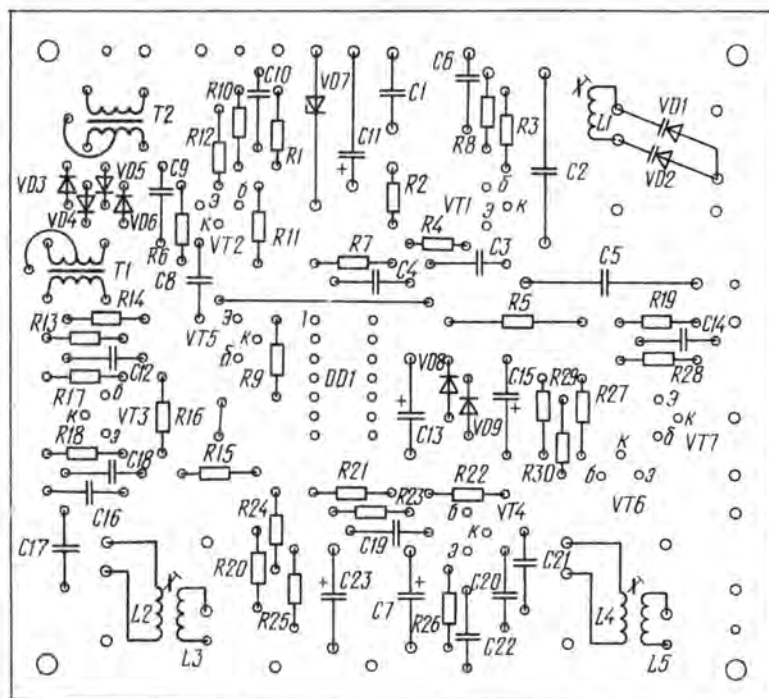 T2
R10
C10
VD7
C1
C6
L1
VD1
R12
R1
C11
R8
R3
VD2
VD3
VD5
C9
R2
C2
VD4
VD6
э
б
VT1
б
э
к
R6
к
VT2
R11
R4
T1
C8
R7
C4
C3
C5
R14
R13
VT5
э
к
б
1
R5
R19
C14
C12
R9
DD1
VD8
C15
R29
R27
R28
R17
б
к
VT3
э
R16
C13
VD9
э
к
б
VT7
R18
C18
R15
R30
к
б
э
VT6
R21
R22
C16
R24
R23
б
VT4
C17
R20
C19
к
э
C21
L2
R25
C23
C7
R26
C20
L4
L3
C22
L5